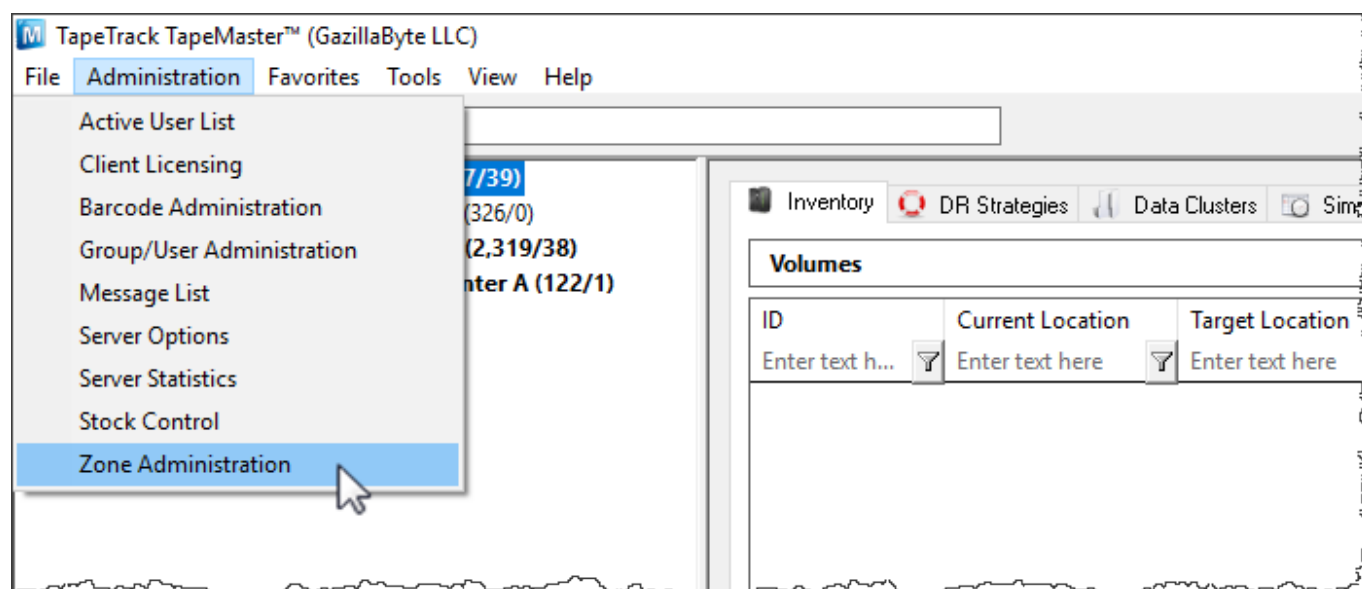 TapeTrack TapeMaster™ (GazillaByte LLC)
File Administration Favorites Tools View Help
Active User List
Client Licensing
Barcode Administration
Group/User Administration
Message List
Server Options
Server Statistics
Stock Control
Zone Administration
7/39)
(326/0)
(2,319/38)
nter A (122/1)
Inventory DR Strategies Data Clusters
Volumes
ID Current Location Target Location
Enter text h... Enter text here Enter text here